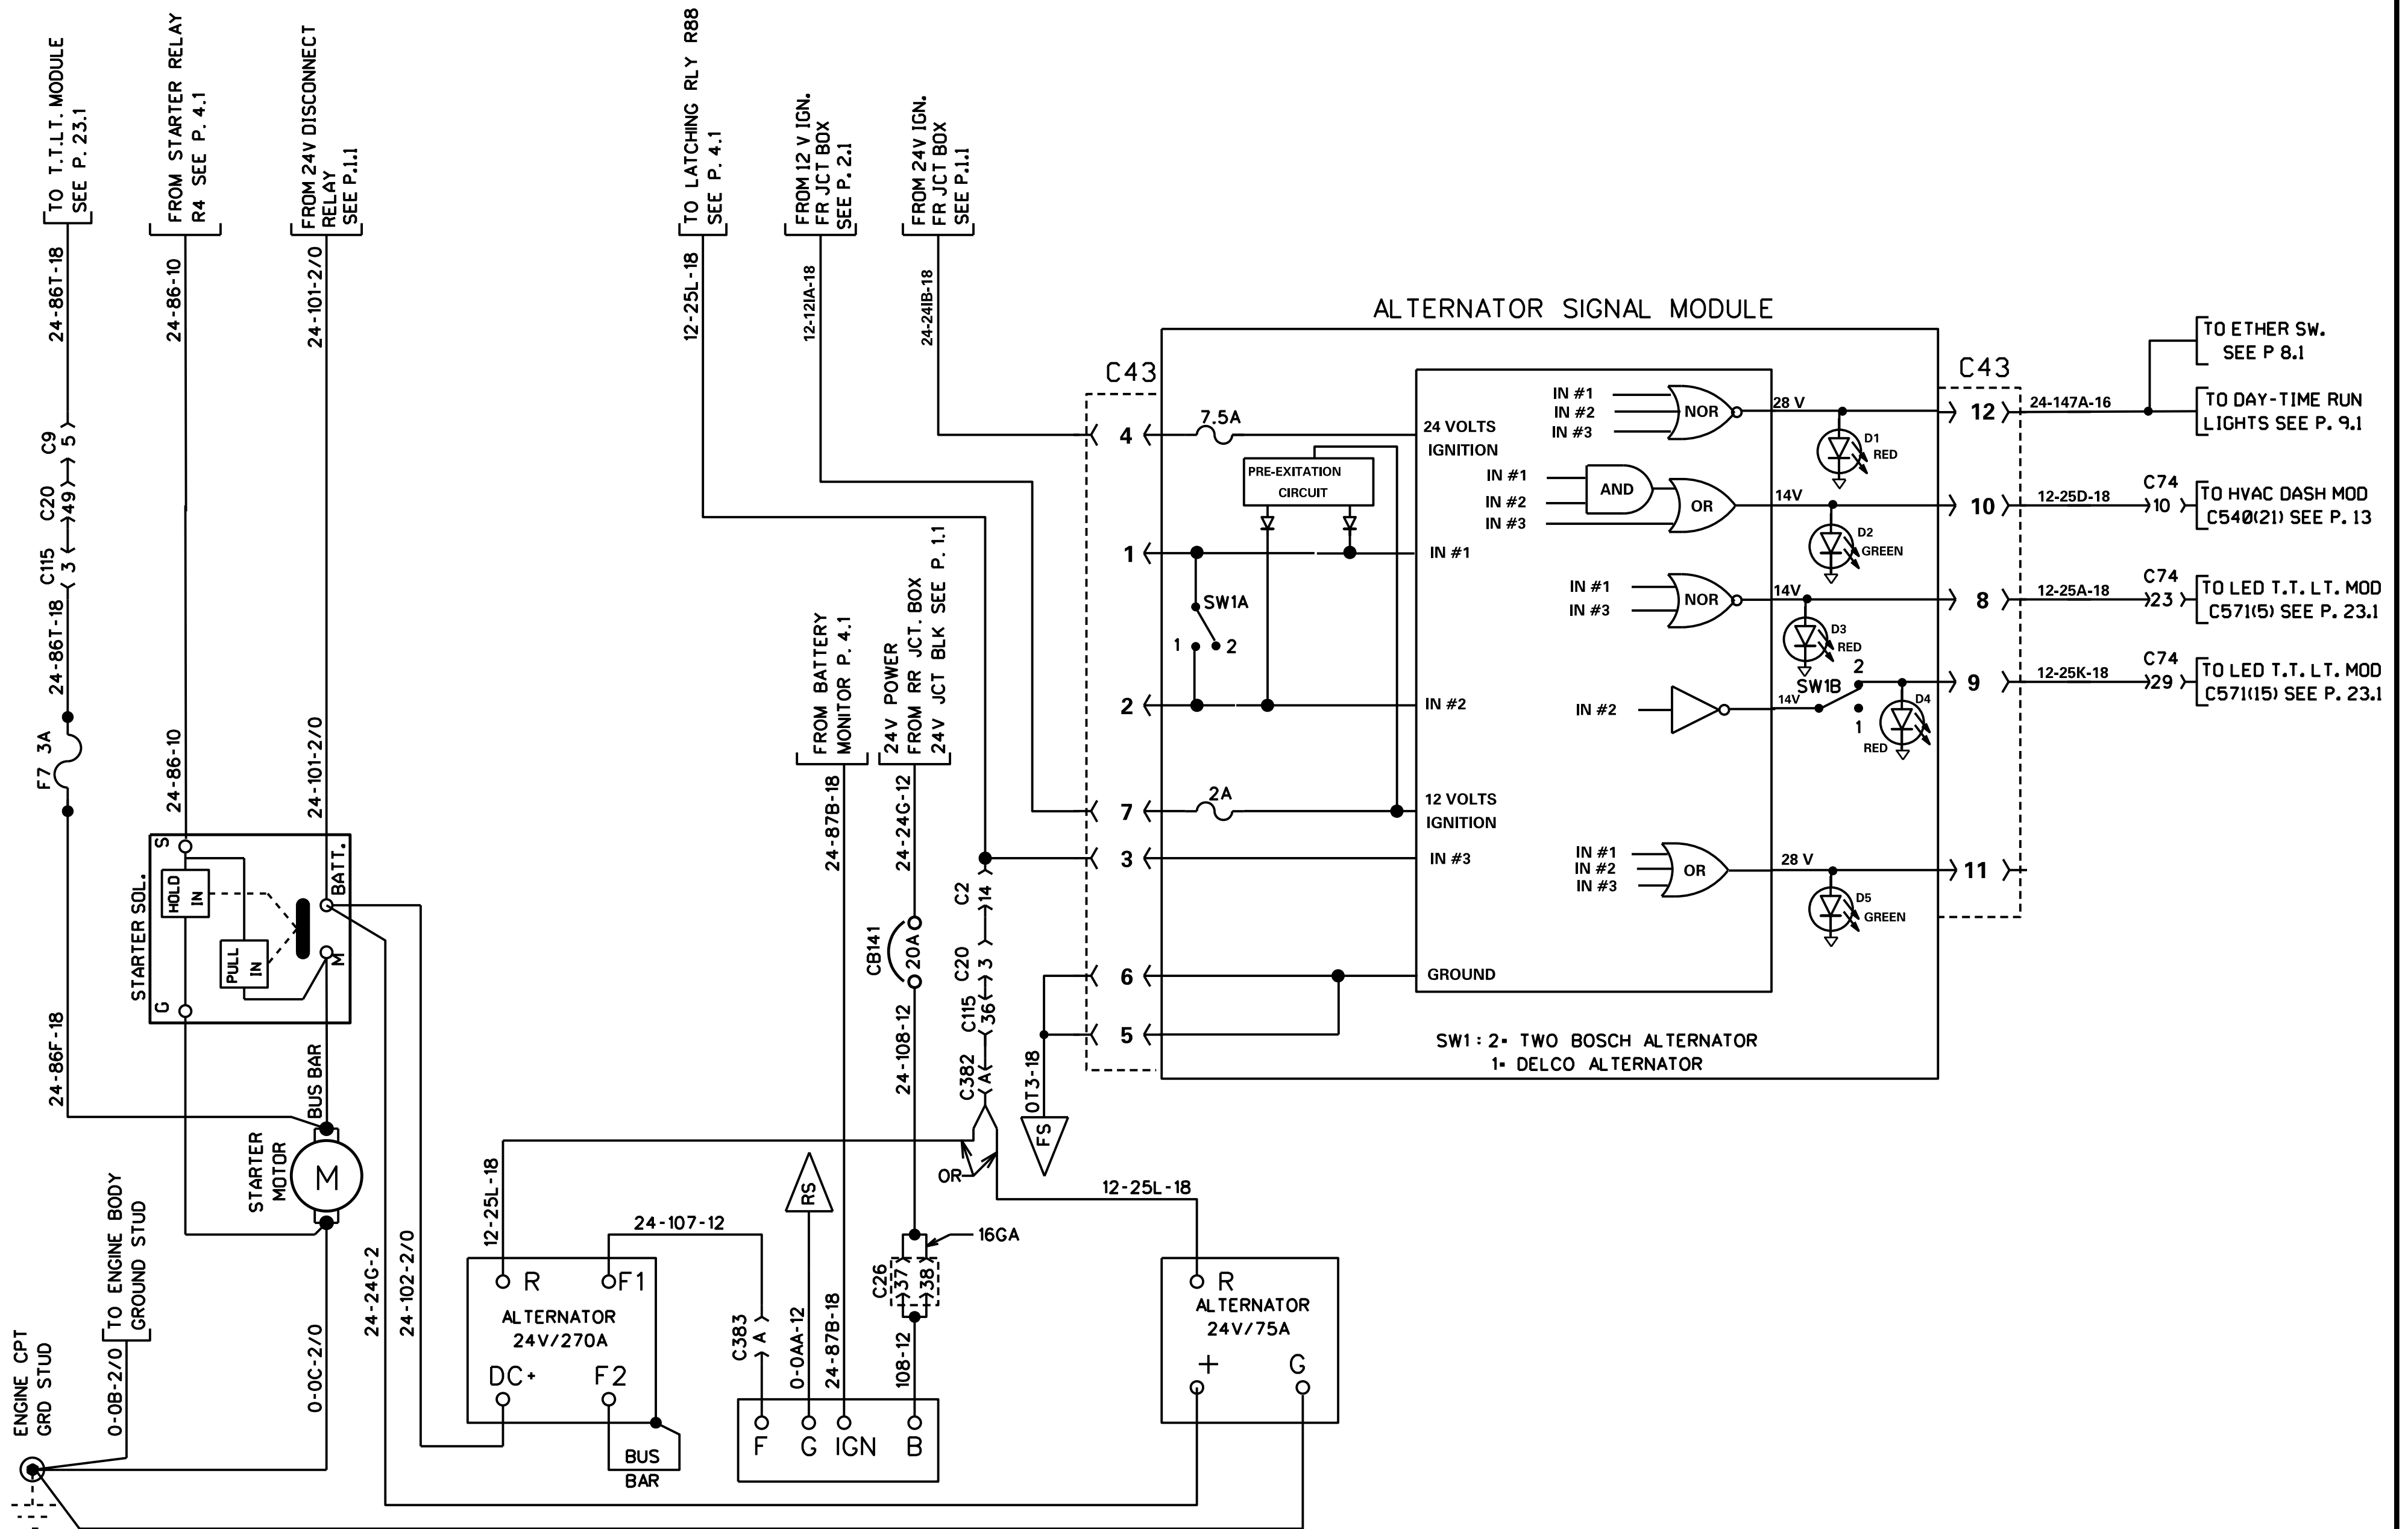 TO T.T.LT. MODULE
SEE P. 23.1
FROM STARTER RELAY
R4 SEE P. 4.1
FROM 24V DISCONNECT
RELAY
SEE P.1.1
TO LATCHING RLY R88
SEE P. 4.1
FROM 12 V IGN.
FR JCT BOX
SEE P. 2.1
FROM 24V IGN.
FR JCT BOX
SEE P.1.1
24-86T-18
24-86-10
24-101-2/0
12-25L-18
12-12IA-18
24-24IB-18
C9
5
C20
49
C115
3
24-86T-18
F7 3A
24-86-10
24-101-2/0
24-86F-18
STARTER SOL.
S
HOLD
IN
PULL
IN
BATT.
M
G
BUS BAR
STARTER
MOTOR
M
TO ENGINE BODY
GROUND STUD
0-0B-2/0
ENGINE CPT
GRD STUD
0-0C-2/0
24-24G-2
24-102-2/0
FROM BATTERY
MONITOR P. 4.1
24V POWER
FROM RR JCT. BOX
24V JCT BLK SEE P. 1.1
24-87B-18
24-24G-12
CB141
20A
24-108-12
C2
14
C20
3
C115
36
C382
A
OR
12-25L-18
12-25L-18
RS
24-107-12
16GA
C26
37
38
C383
A
0-0AA-12
24-87B-18
108-12
R
F1
ALTERNATOR
24V/270A
DC+
F2
BUS
BAR
F
G
IGN
B
R
ALTERNATOR
24V/75A
+
G
0T3-18
FS
ALTERNATOR SIGNAL MODULE
C43
4
1
2
7
3
6
5
7.5A
PRE-EXITATION
CIRCUIT
SW1A
1
2
2A
24 VOLTS
IGNITION
IN #1
IN #2
12 VOLTS
IGNITION
IN #3
GROUND
IN #1
IN #2
IN #3
NOR
28 V
D1
RED
IN #1
IN #2
IN #3
AND
OR
14V
D2
GREEN
IN #1
IN #3
NOR
14V
D3
RED
IN #2
14V
SW1B
2
1
D4
RED
IN #1
IN #2
IN #3
OR
28 V
D5
GREEN
SW1 : 2= TWO BOSCH ALTERNATOR
1= DELCO ALTERNATOR
C43
12
24-147A-16
TO ETHER SW.
SEE P 8.1
TO DAY-TIME RUN
LIGHTS SEE P. 9.1
10
12-25D-18
C74
10
TO HVAC DASH MOD
C540(21) SEE P. 13
8
12-25A-18
C74
23
TO LED T.T. LT. MOD
C571(5) SEE P. 23.1
9
12-25K-18
C74
29
TO LED T.T. LT. MOD
C571(15) SEE P. 23.1
11